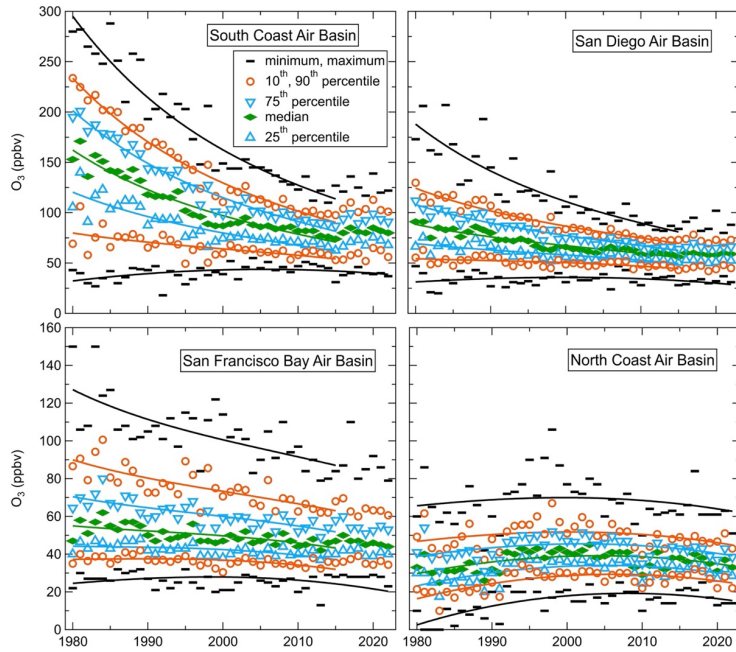 South Coast Air Basin
minimum, maximum
10th, 90th percentile
75th percentile
median
25th percentile
San Diego Air Basin
300
250
200
150
100
50
0
O3 (ppbv)
San Francisco Bay Air Basin
North Coast Air Basin
160
140
120
100
80
60
40
20
0
O3 (ppbv)
1980 1990 2000 2010 2020
1980 1990 2000 2010 2020